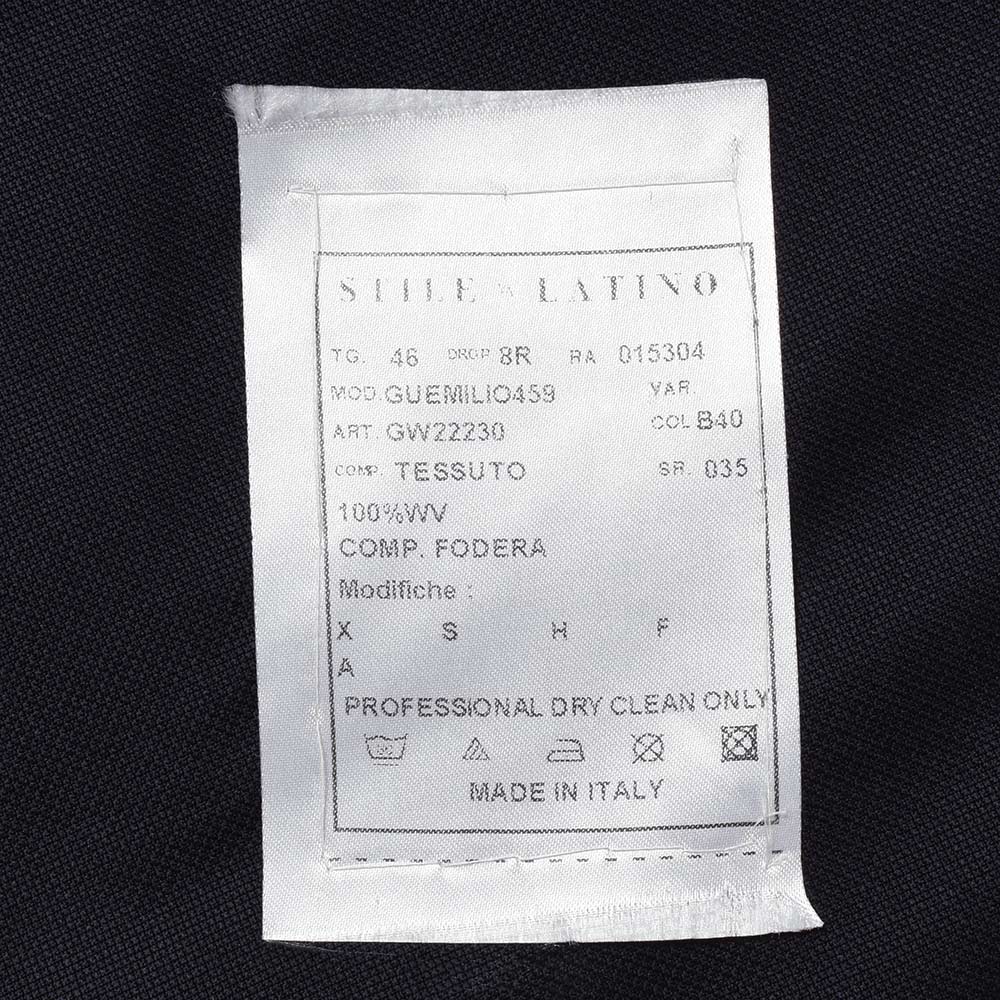 STILE LATINO
TG. 46 DROP 8R RA 015304
MOD. GUEMILIO459 VAR.
ART. GW22230 COL B40
COMP. TESSUTO SR. 035
100%WV
COMP. FODERA
Modifiche :
X S H F
A
PROFESSIONAL DRY CLEAN ONLY
MADE IN ITALY